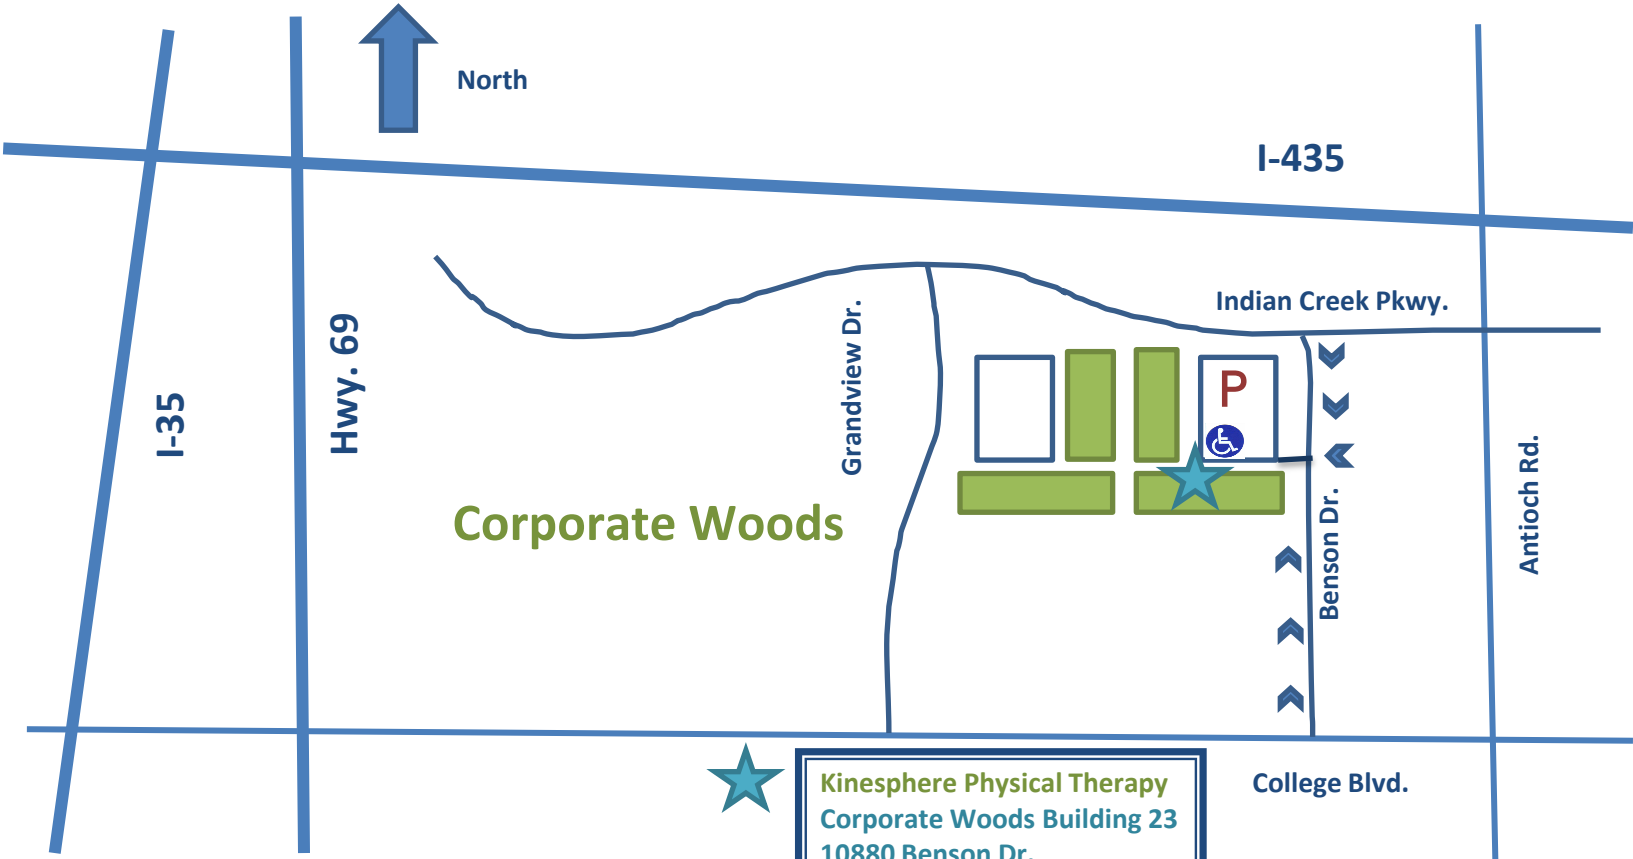 North
I-435
Indian Creek Pkwy.
Grandview Dr.
Hwy. 69
I-35
P
Antioch Rd.
Benson Dr.
Corporate Woods
College Blvd.
Kinesphere Physical Therapy
Corporate Woods Building 23
10880 Benson Dr.